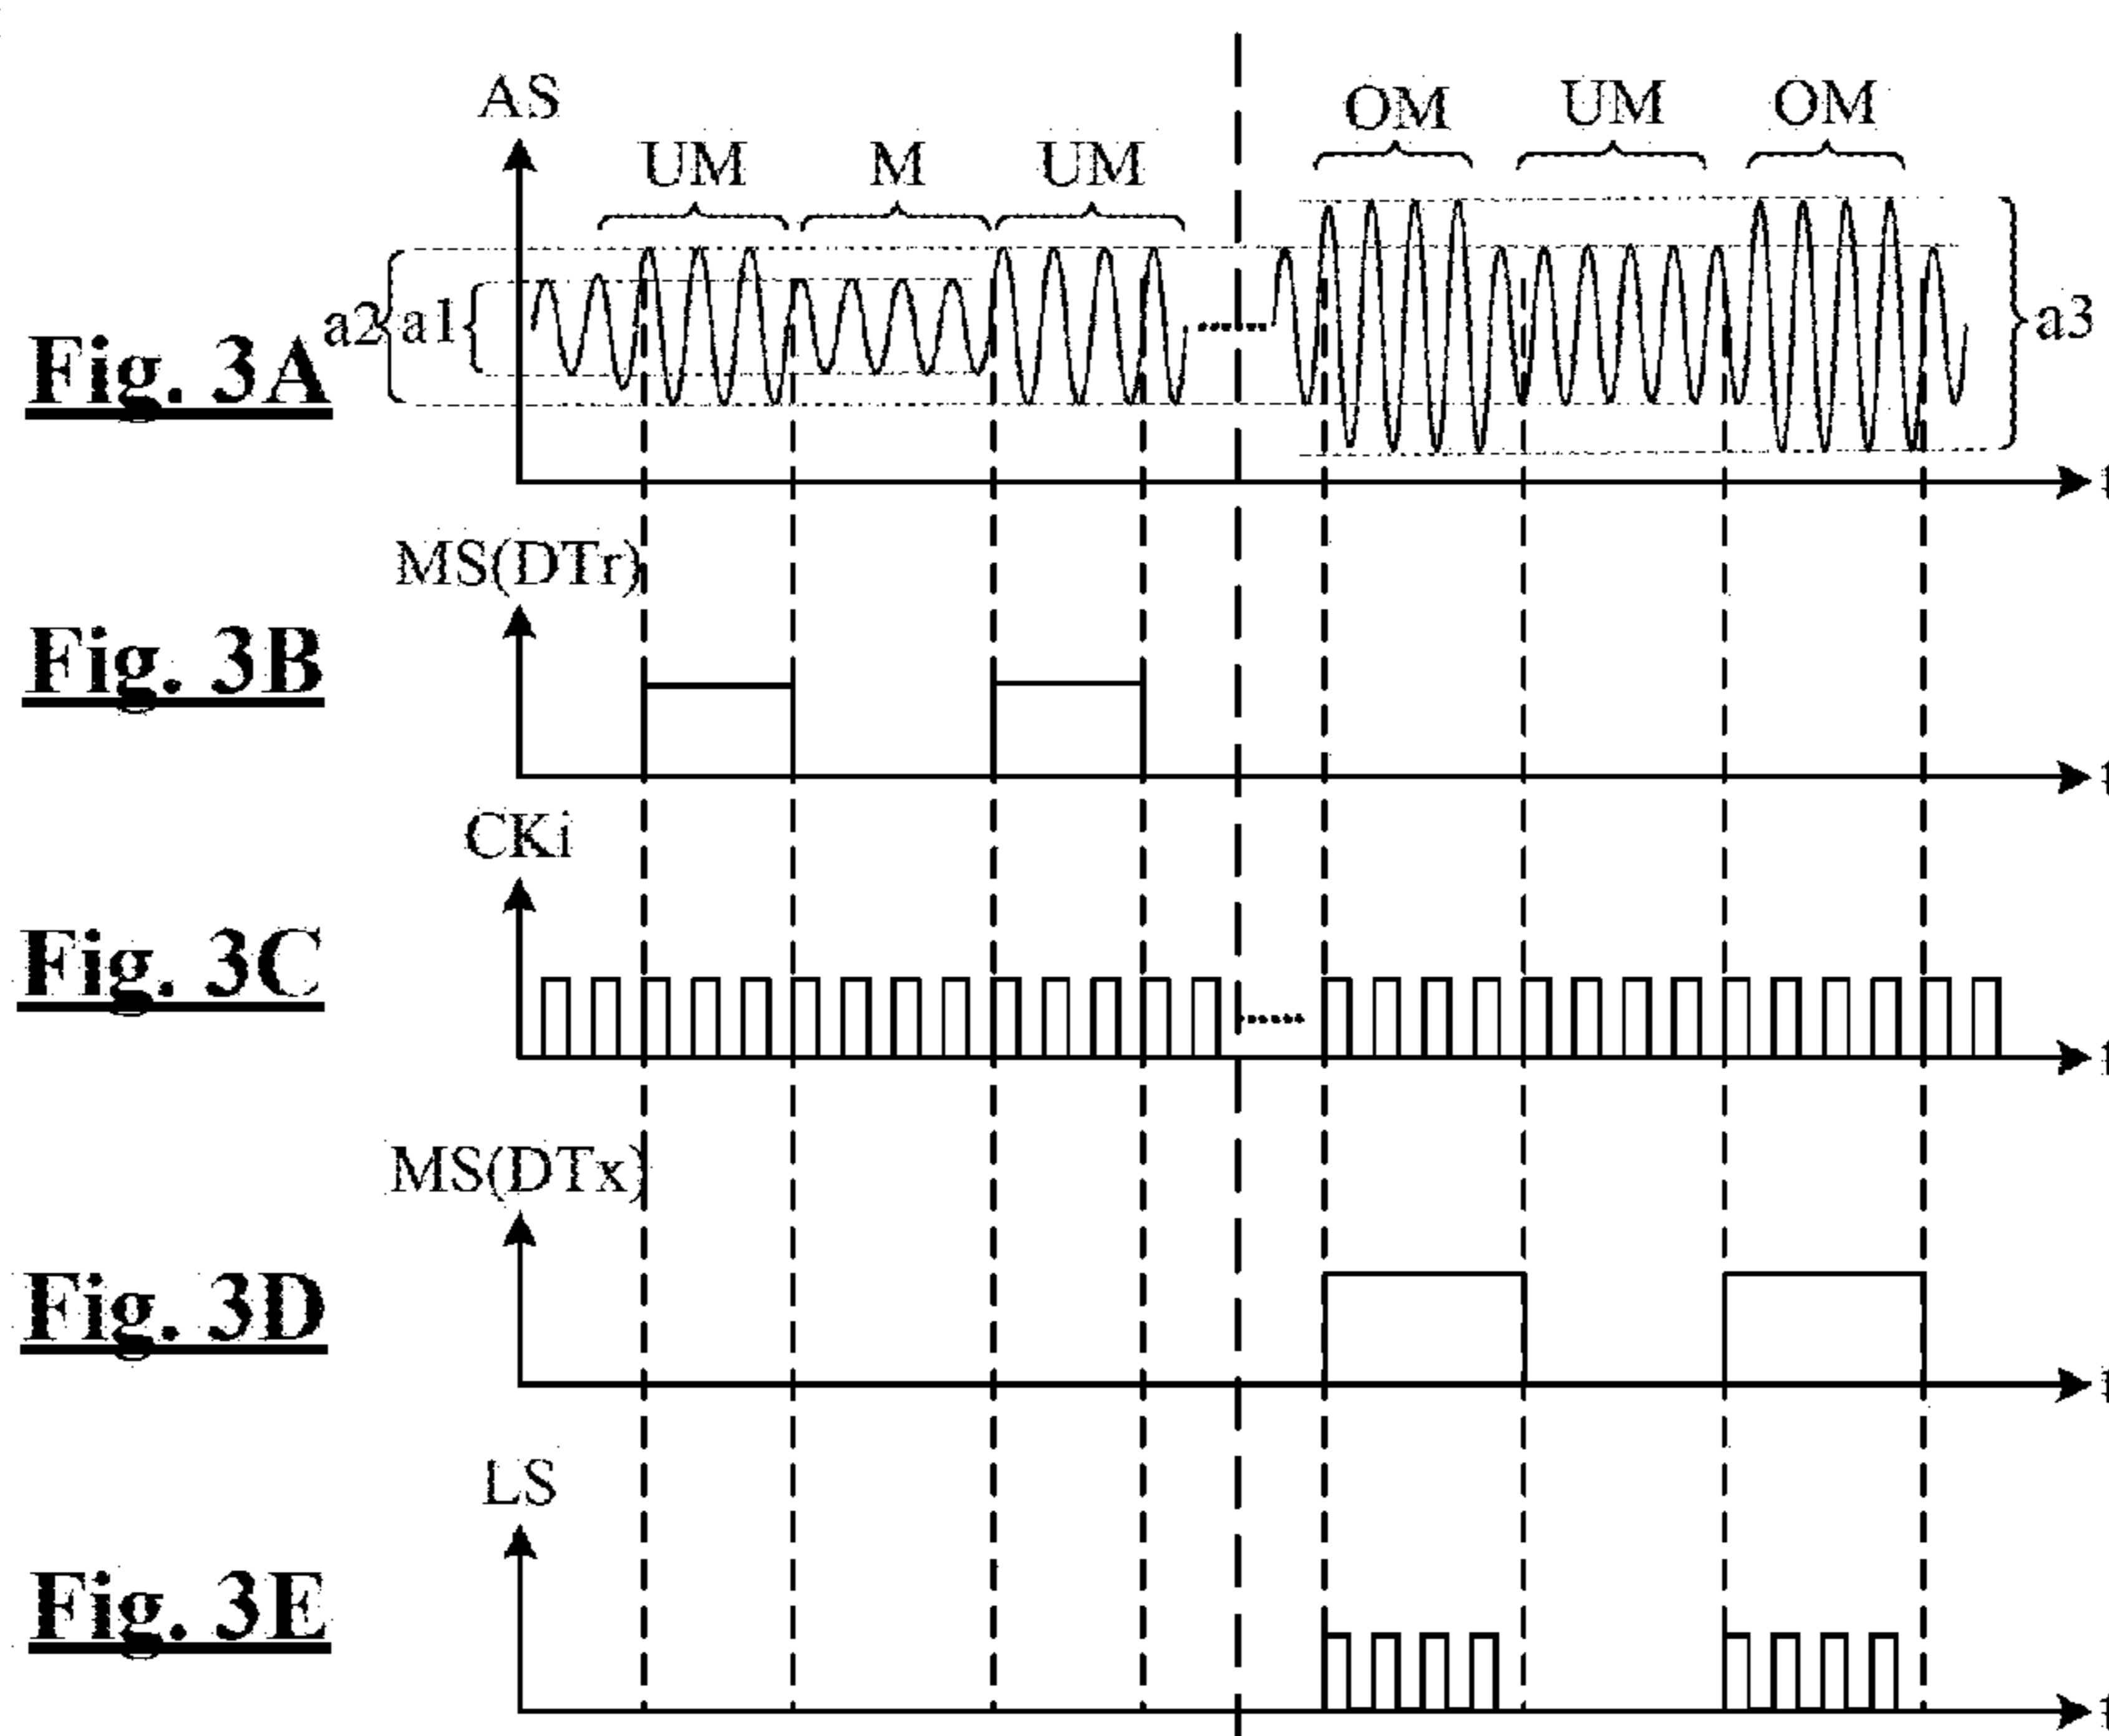 AS
UM M UM OM UM OM
a2 a1 a3
Fig. 3A
t
MS(DTr)
Fig. 3B
t
CKi
Fig. 3C
t
MS(DTx)
Fig. 3D
t
LS
Fig. 3E
t